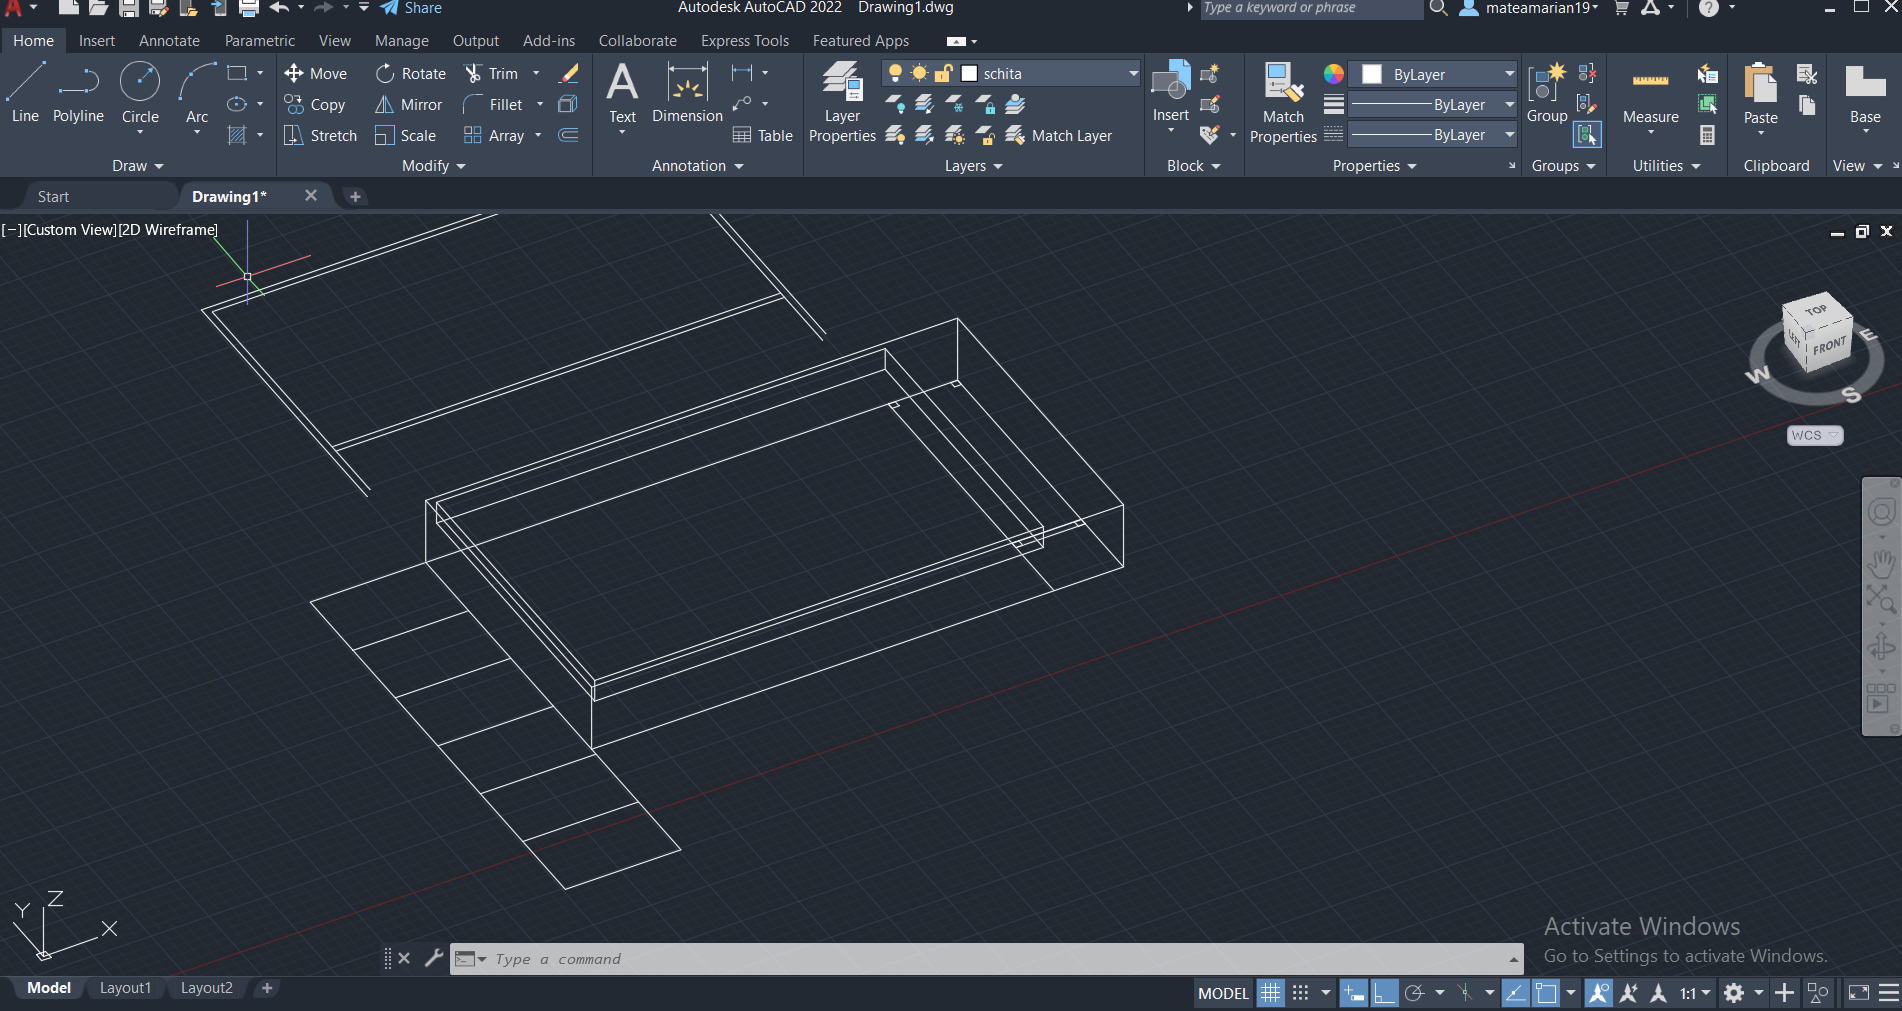 Share
Autodesk AutoCAD 2022 Drawing1.dwg
Type a keyword or phrase
mateamarian19
Home Insert Annotate Parametric View Manage Output Add-ins Collaborate Express Tools Featured Apps
Line Polyline Circle Arc
Move Rotate Trim
Copy Mirror Fillet
Stretch Scale Array
Text Dimension
Table
Layer
Properties
schita
Match Layer
Insert
Match
Properties
ByLayer
ByLayer
ByLayer
Group
Measure
Paste
Base
Draw Modify Annotation Layers Block Properties Groups Utilities Clipboard View
Start Drawing1*
[−][Custom View][2D Wireframe]
TOP
LEFT FRONT
E
W
S
WCS
Z
Y
X
Activate Windows
Go to Settings to activate Windows.
Type a command
Model Layout1 Layout2
MODEL 1:1